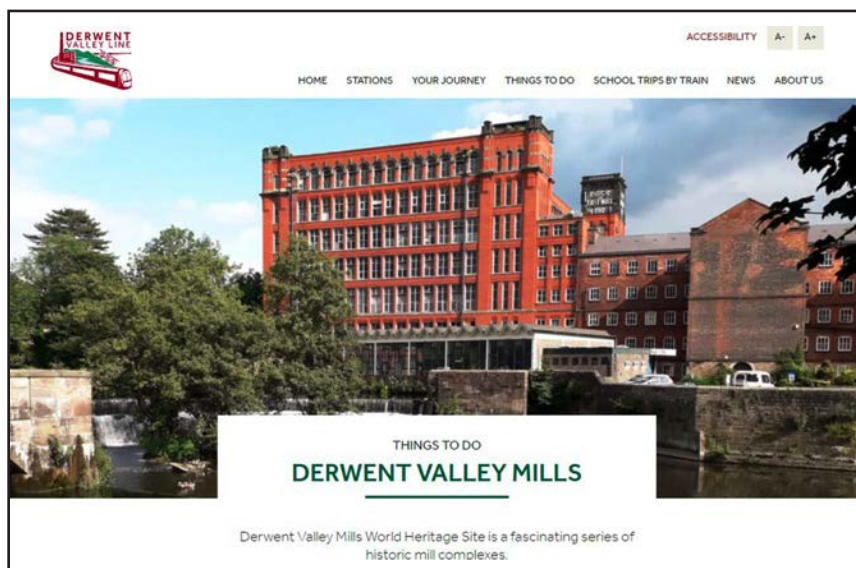 DERWENT
VALLEY LINE
ACCESSIBILITY A- A+
HOME STATIONS YOUR JOURNEY THINGS TO DO SCHOOL TRIPS BY TRAIN NEWS ABOUT US
THINGS TO DO
DERWENT VALLEY MILLS
Derwent Valley Mills World Heritage Site is a fascinating series of
historic mill complexes.